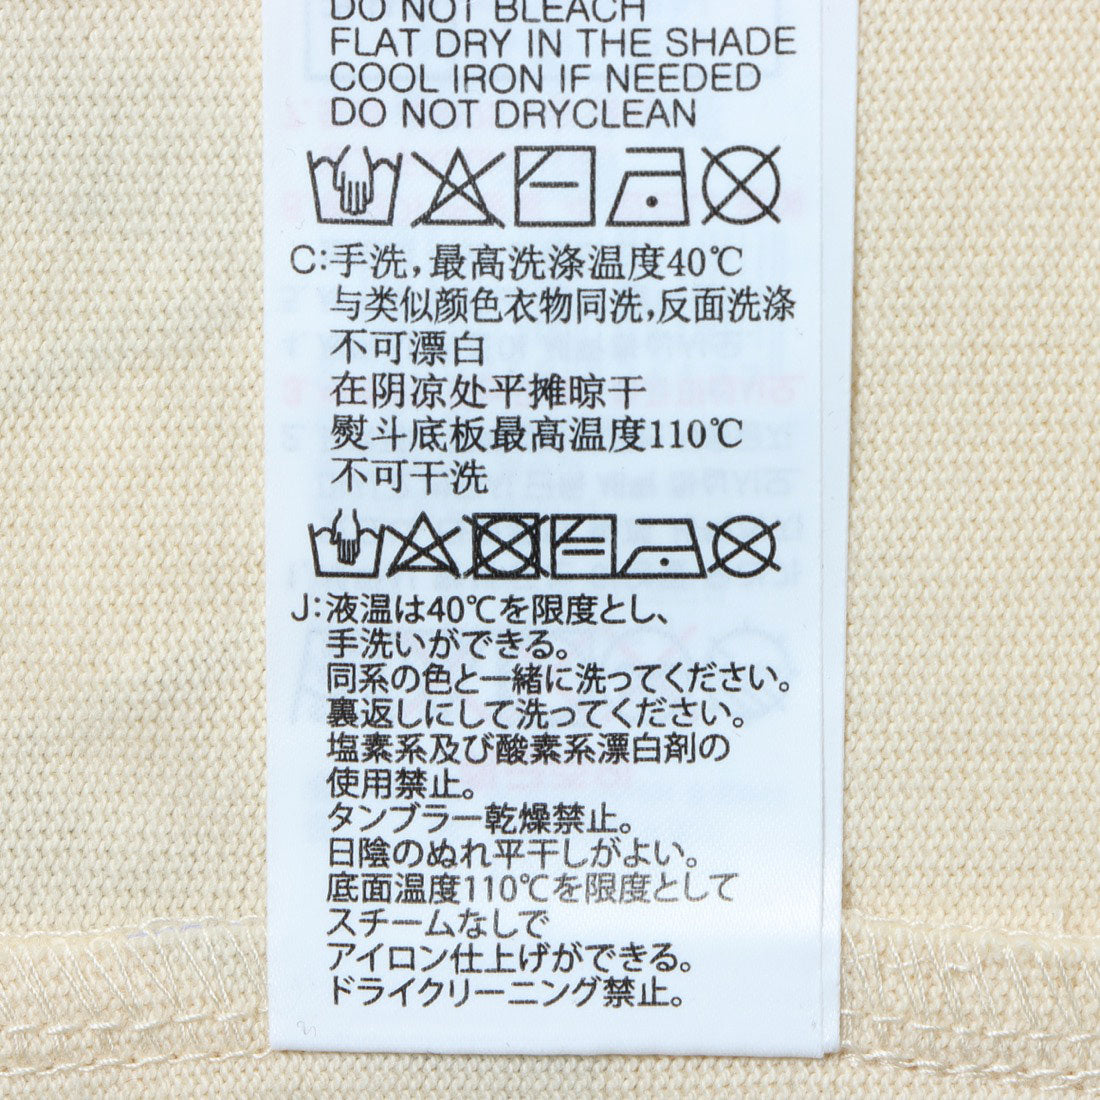 DO NOT BLEACH
FLAT DRY IN THE SHADE
COOL IRON IF NEEDED
DO NOT DRYCLEAN
C:手洗,最高洗涤温度40℃
与类似颜色衣物同洗,反面洗涤
不可漂白
在阴凉处平摊晾干
熨斗底板最高温度110℃
不可干洗
J:液温は40℃を限度とし、
手洗いができる。
同系の色と一緒に洗ってください。
裏返しにして洗ってください。
塩素系及び酸素系漂白剤の
使用禁止。
タンブラー乾燥禁止。
日陰のぬれ平干しがよい。
底面温度110℃を限度として
スチームなしで
アイロン仕上げができる。
ドライクリーニング禁止。